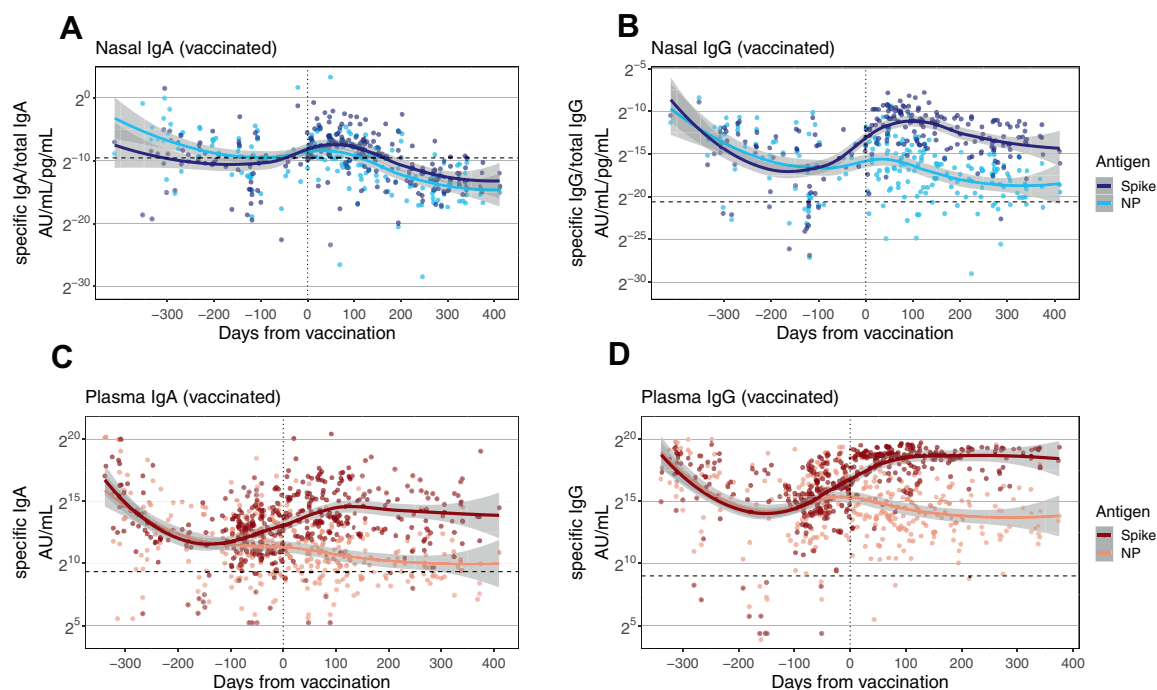 A
Nasal IgA (vaccinated)
specific IgA/total IgA
AU/mL/pg/mL
2^0
2^−10
2^−20
2^−30
−300 −200 −100 0 100 200 300 400
Days from vaccination
B
Nasal IgG (vaccinated)
specific IgG/total IgG
AU/mL/pg/mL
2^−5
2^−10
2^−15
2^−20
2^−25
2^−30
−300 −200 −100 0 100 200 300 400
Days from vaccination
Antigen
Spike
NP
C
Plasma IgA (vaccinated)
specific IgA
AU/mL
2^20
2^15
2^10
2^5
−300 −200 −100 0 100 200 300 400
Days from vaccination
D
Plasma IgG (vaccinated)
specific IgG
AU/mL
2^20
2^15
2^10
2^5
−300 −200 −100 0 100 200 300 400
Days from vaccination
Antigen
Spike
NP